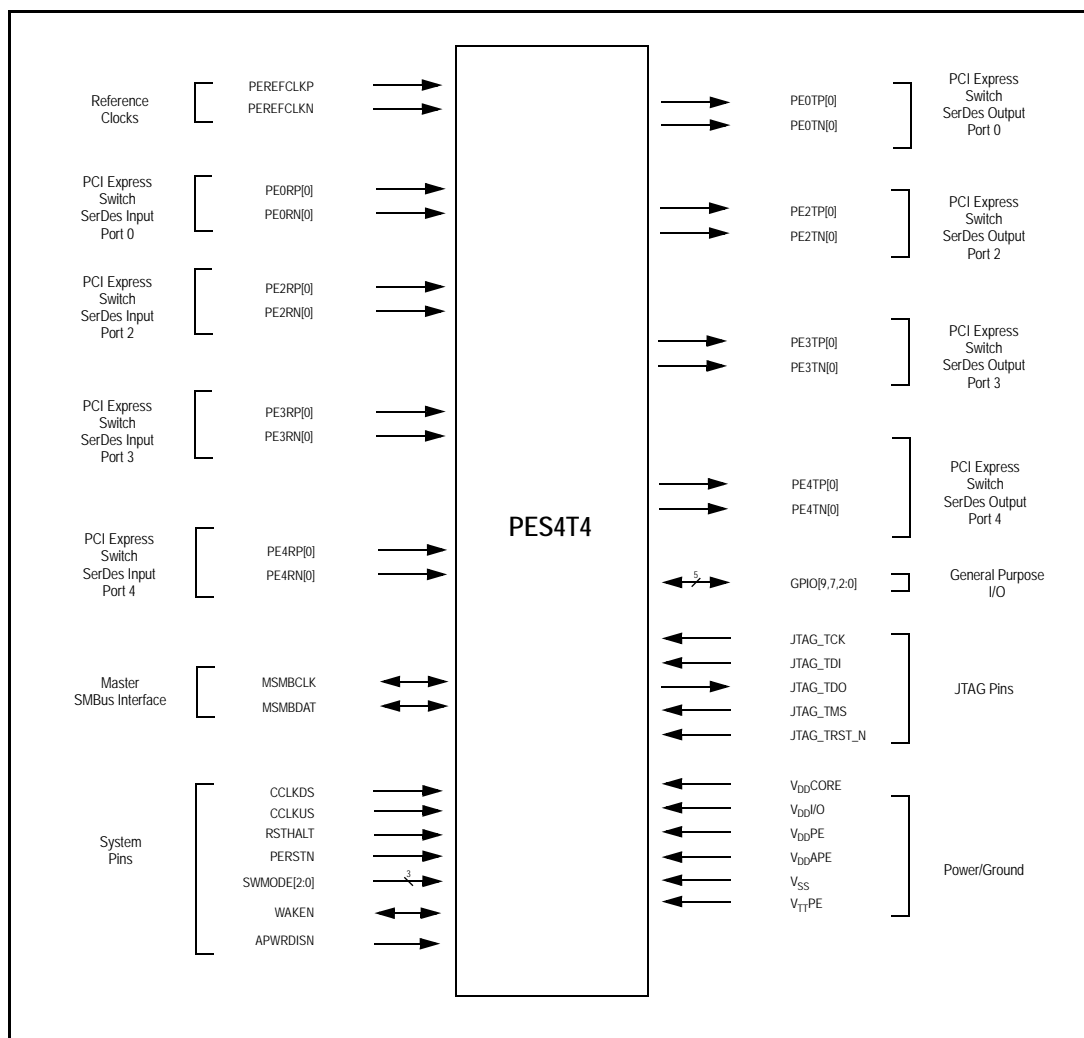 Reference
Clocks
PEREFCLKP
PEREFCLKN
PCI Express
Switch
SerDes Input
Port 0
PE0RP[0]
PE0RN[0]
PCI Express
Switch
SerDes Input
Port 2
PE2RP[0]
PE2RN[0]
PCI Express
Switch
SerDes Input
Port 3
PE3RP[0]
PE3RN[0]
PCI Express
Switch
SerDes Input
Port 4
PE4RP[0]
PE4RN[0]
Master
SMBus Interface
MSMBCLK
MSMBDAT
System
Pins
CCLKDS
CCLKUS
RSTHALT
PERSTN
SWMODE[2:0]
3
WAKEN
APWRDISN
PES4T4
PE0TP[0]
PE0TN[0]
PCI Express
Switch
SerDes Output
Port 0
PE2TP[0]
PE2TN[0]
PCI Express
Switch
SerDes Output
Port 2
PE3TP[0]
PE3TN[0]
PCI Express
Switch
SerDes Output
Port 3
PE4TP[0]
PE4TN[0]
PCI Express
Switch
SerDes Output
Port 4
5
GPIO[9,7,2:0]
General Purpose
I/O
JTAG_TCK
JTAG_TDI
JTAG_TDO
JTAG_TMS
JTAG_TRST_N
JTAG Pins
VDDCORE
VDDI/O
VDDPE
VDDAPE
VSS
VTTPE
Power/Ground